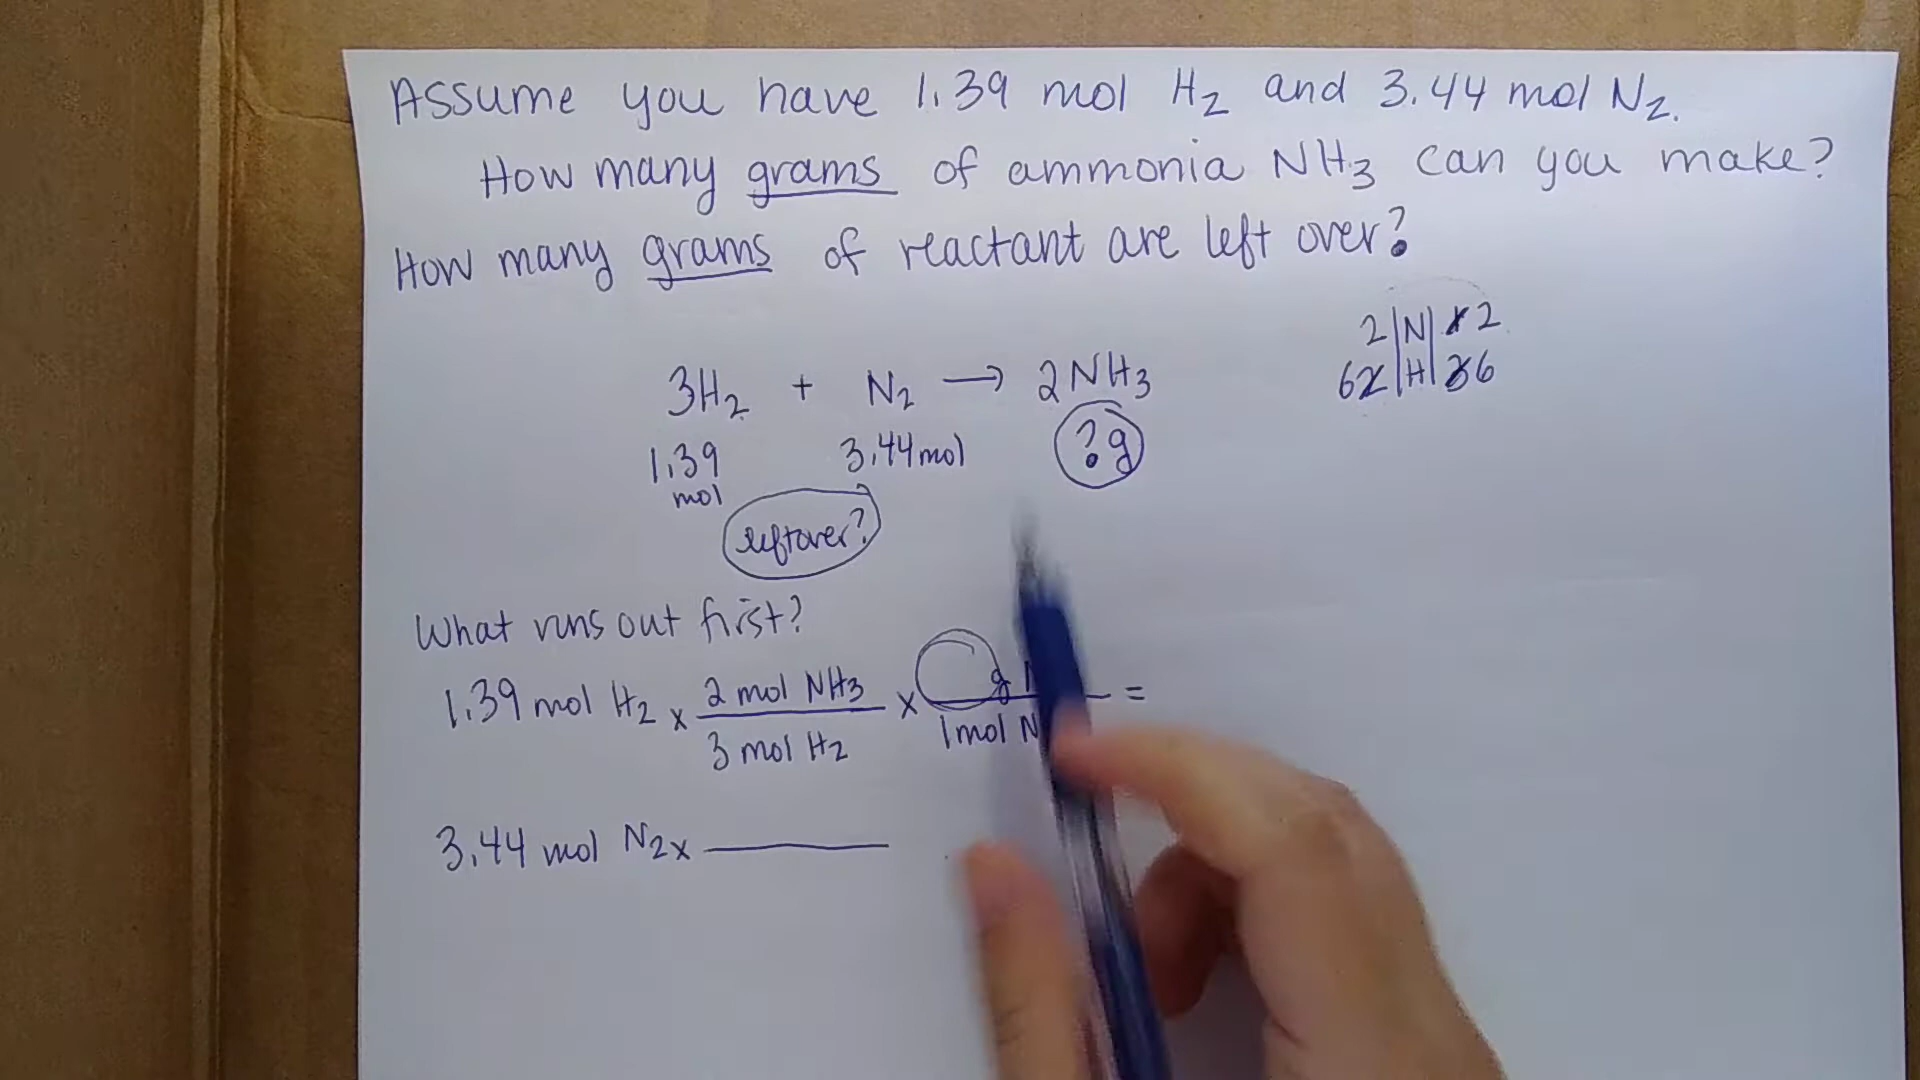 Assume you have 1.39 mol H2 and 3.44 mol N2.
How many grams of ammonia NH3 can you make?
How many grams of reactant are left over?
2 | N | 2
6 | H | 6
3H2 + N2 → 2NH3
1.39 3.44 mol ?g
mol
leftover?
What runs out first?
1.39 mol H2 x 2 mol NH3 x g =
3 mol H2 1 mol N
3.44 mol N2 x